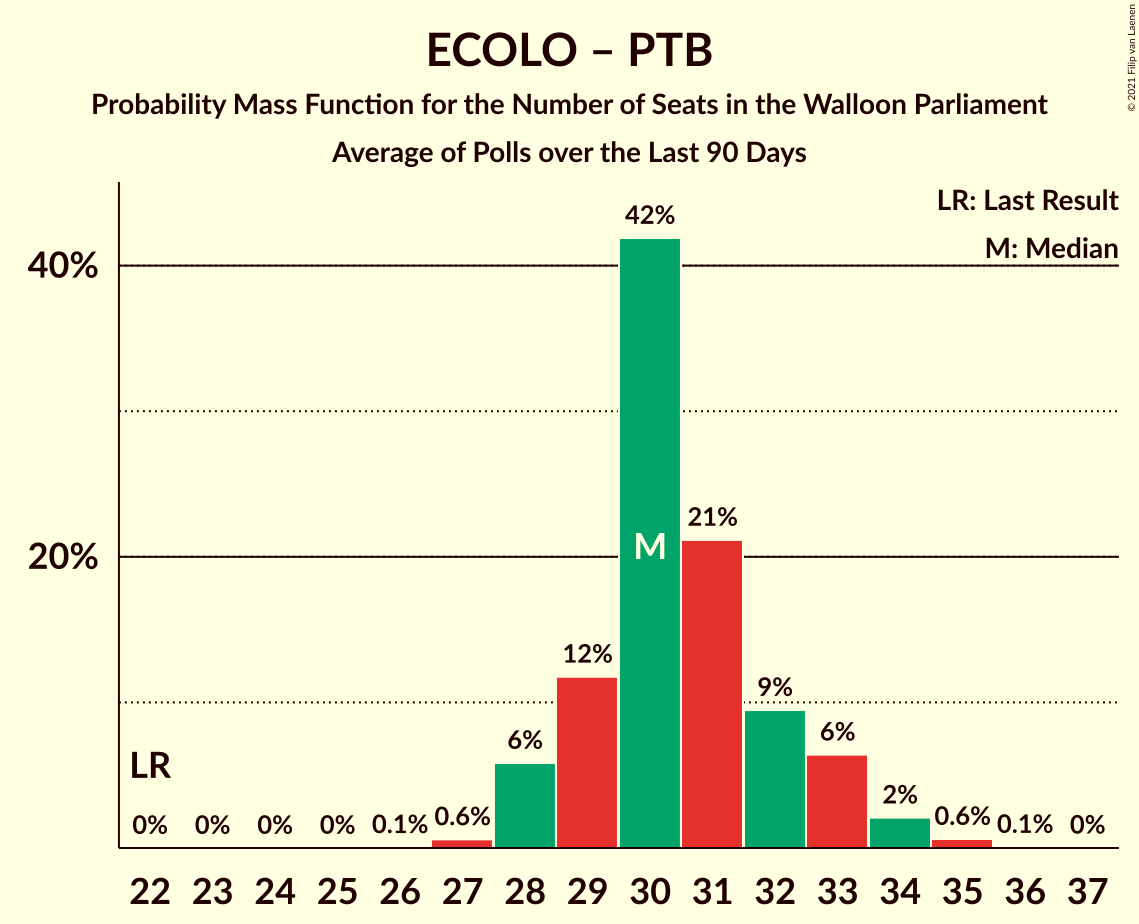 ECOLO – PTB
Probability Mass Function for the Number of Seats in the Walloon Parliament
Average of Polls over the Last 90 Days
© 2021 Filip van Laenen
LR: Last Result
M: Median
40%
20%
LR
M
0% 0% 0% 0% 0.1% 0.6% 6% 12% 42% 21% 9% 6% 2% 0.6% 0.1% 0%
22 23 24 25 26 27 28 29 30 31 32 33 34 35 36 37